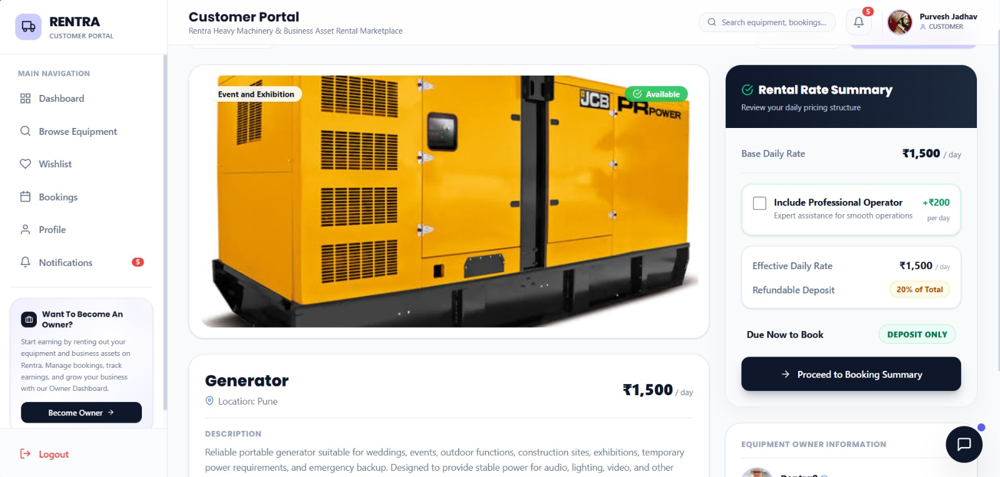 RENTRA
CUSTOMER PORTAL
MAIN NAVIGATION
Dashboard
Browse Equipment
Wishlist
Bookings
Profile
Notifications
5
Want To Become An
Owner?
Start earning by renting out your
equipment and business assets on
Rentra. Manage bookings, track
earnings, and grow your business
with our Owner Dashboard.
Become Owner →
Logout
Customer Portal
Rentra Heavy Machinery & Business Asset Rental Marketplace
Search equipment, bookings...
5
Purvesh Jadhav
CUSTOMER
Event and Exhibition
Available
JCB
PR POWER
Generator
Location: Pune
₹1,500 / day
DESCRIPTION
Reliable portable generator suitable for weddings, events, outdoor functions, construction sites, exhibitions, temporary
power requirements, and emergency backup. Designed to provide stable power for audio, lighting, video, and other
Rental Rate Summary
Review your daily pricing structure
Base Daily Rate
₹1,500 / day
Include Professional Operator
+₹200
Expert assistance for smooth operations
per day
Effective Daily Rate
₹1,500 / day
Refundable Deposit
20% of Total
Due Now to Book
DEPOSIT ONLY
→ Proceed to Booking Summary
EQUIPMENT OWNER INFORMATION